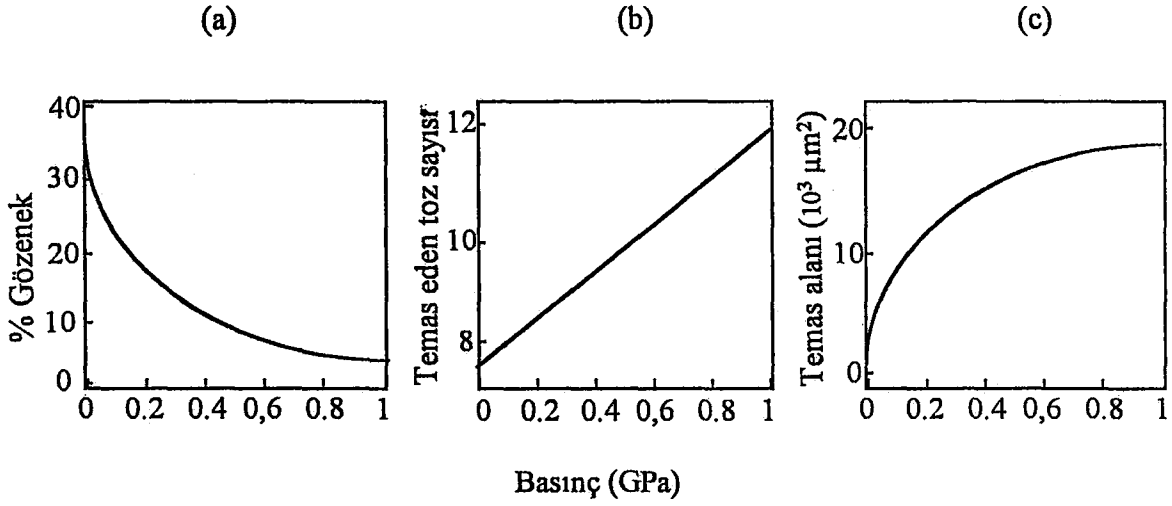 (a)
(b)
(c)
% Gözenek
40
30
20
10
0
0 0.2 0.4 0,6 0.8 1
Temas eden toz sayısı
12
10
8
0 0.2 0.4 0,6 0.8 1
Temas alanı (10³ µm²)
20
10
0
0 0.2 0.4 0,6 0.8 1
Basınç (GPa)